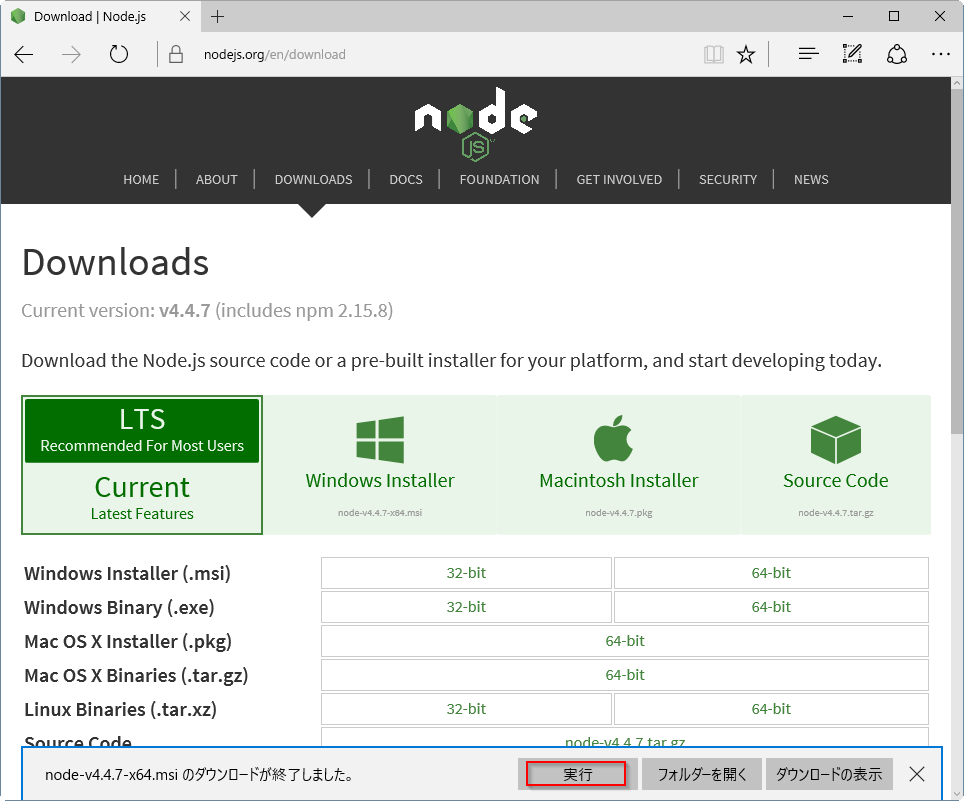 Download | Node.js
nodejs.org/en/download
node
JS
HOME ABOUT DOWNLOADS DOCS FOUNDATION GET INVOLVED SECURITY NEWS
Downloads
Current version: v4.4.7 (includes npm 2.15.8)
Download the Node.js source code or a pre-built installer for your platform, and start developing today.
LTS
Recommended For Most Users
Current
Latest Features
Windows Installer
node-v4.4.7-x64.msi
Macintosh Installer
node-v4.4.7.pkg
Source Code
node-v4.4.7.tar.gz
Windows Installer (.msi) 32-bit 64-bit
Windows Binary (.exe) 32-bit 64-bit
Mac OS X Installer (.pkg) 64-bit
Mac OS X Binaries (.tar.gz) 64-bit
Linux Binaries (.tar.xz) 32-bit 64-bit
Source Code node-v4.4.7.tar.gz
node-v4.4.7-x64.msi のダウンロードが終了しました。 実行 フォルダーを開く ダウンロードの表示